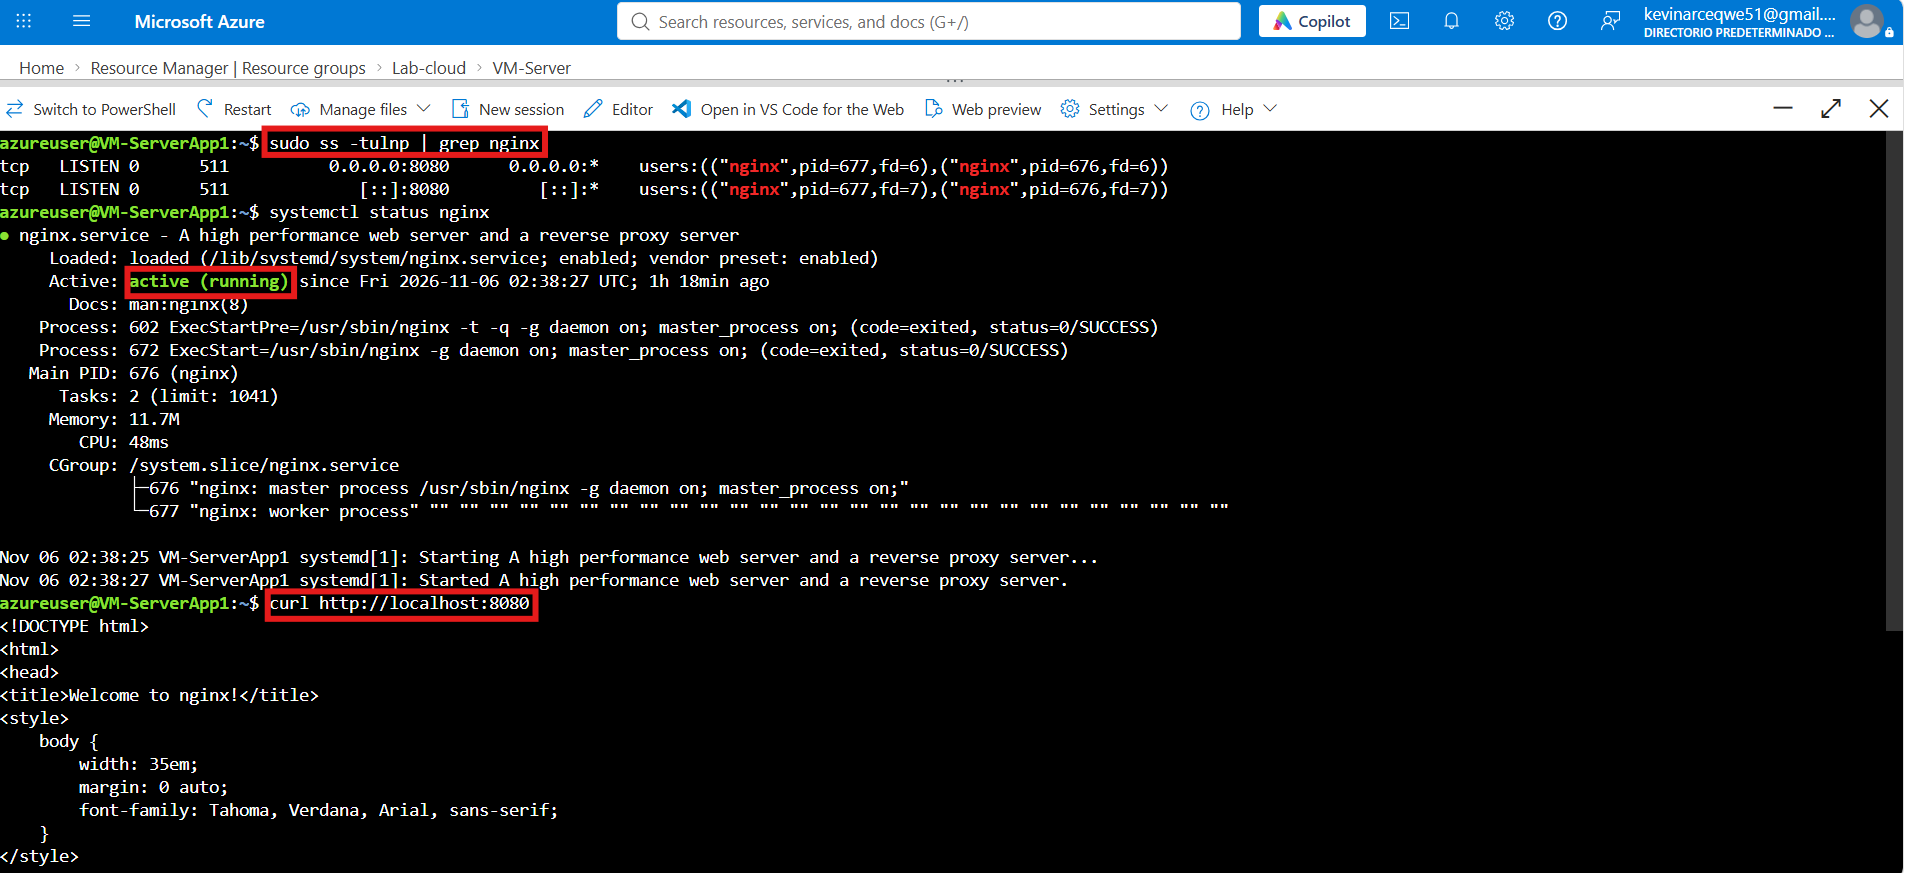 Microsoft Azure
Search resources, services, and docs (G+/)
Copilot
kevinarceqwe51@gmail....
DIRECTORIO PREDETERMINADO ...
Home > Resource Manager | Resource groups > Lab-cloud > VM-Server
...
Switch to PowerShell Restart Manage files New session Editor Open in VS Code for the Web Web preview Settings Help
azureuser@VM-ServerApp1:~$ sudo ss -tulnp | grep nginx
tcp   LISTEN 0      511          0.0.0.0:8080      0.0.0.0:*    users:(("nginx",pid=677,fd=6),("nginx",pid=676,fd=6))
tcp   LISTEN 0      511             [::]:8080         [::]:*    users:(("nginx",pid=677,fd=7),("nginx",pid=676,fd=7))
azureuser@VM-ServerApp1:~$ systemctl status nginx
● nginx.service - A high performance web server and a reverse proxy server
     Loaded: loaded (/lib/systemd/system/nginx.service; enabled; vendor preset: enabled)
     Active: active (running) since Fri 2026-11-06 02:38:27 UTC; 1h 18min ago
       Docs: man:nginx(8)
    Process: 602 ExecStartPre=/usr/sbin/nginx -t -q -g daemon on; master_process on; (code=exited, status=0/SUCCESS)
    Process: 672 ExecStart=/usr/sbin/nginx -g daemon on; master_process on; (code=exited, status=0/SUCCESS)
   Main PID: 676 (nginx)
      Tasks: 2 (limit: 1041)
     Memory: 11.7M
        CPU: 48ms
     CGroup: /system.slice/nginx.service
             ├─676 "nginx: master process /usr/sbin/nginx -g daemon on; master_process on;"
             └─677 "nginx: worker process" "" "" "" "" "" "" "" "" "" "" "" "" "" "" "" "" "" "" "" "" "" "" "" "" "" "" ""
Nov 06 02:38:25 VM-ServerApp1 systemd[1]: Starting A high performance web server and a reverse proxy server...
Nov 06 02:38:27 VM-ServerApp1 systemd[1]: Started A high performance web server and a reverse proxy server.
azureuser@VM-ServerApp1:~$ curl http://localhost:8080
<!DOCTYPE html>
<html>
<head>
<title>Welcome to nginx!</title>
<style>
    body {
        width: 35em;
        margin: 0 auto;
        font-family: Tahoma, Verdana, Arial, sans-serif;
    }
</style>